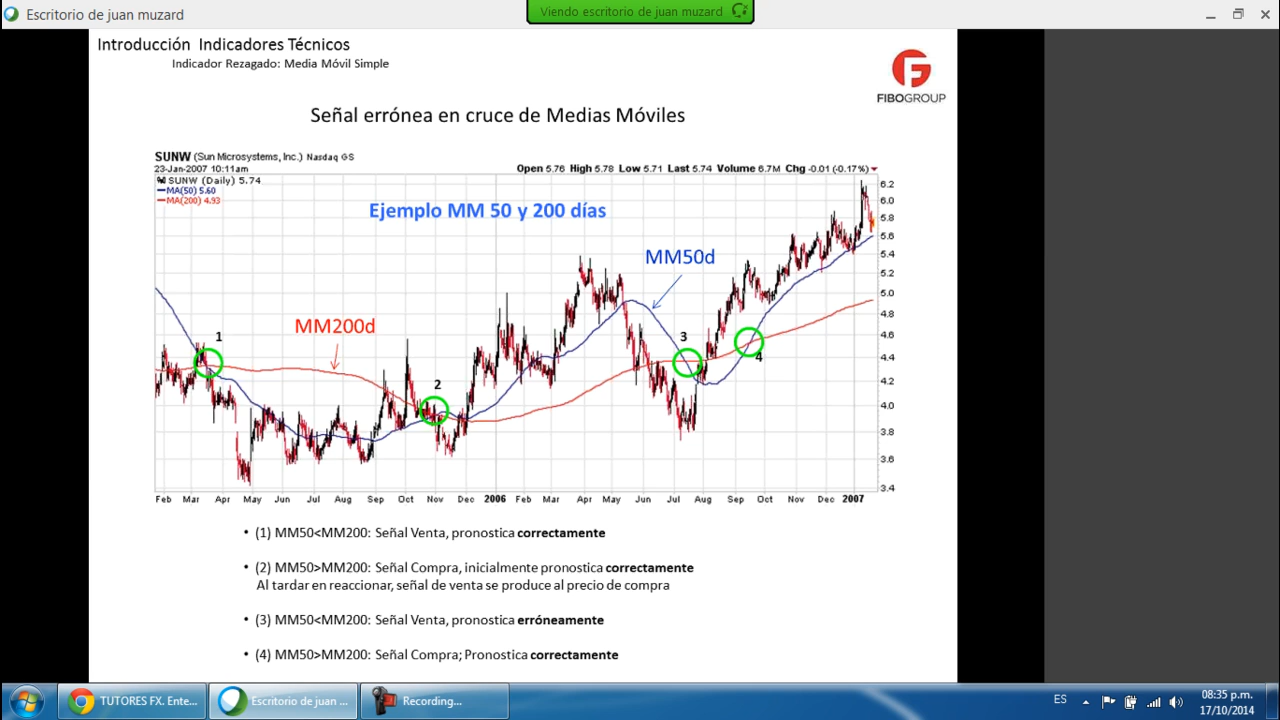 Escritorio de juan muzard
Viendo escritorio de juan muzard
Introducción Indicadores Técnicos
Indicador Rezagado: Media Móvil Simple
FIBOGROUP
Señal errónea en cruce de Medias Móviles
SUNW (Sun Microsystems, Inc.) Nasdaq GS
23-Jan-2007 10:11am
Open 5.76 High 5.78 Low 5.71 Last 5.74 Volume 6.7M Chg -0.01 (-0.17%)
SUNW (Daily) 5.74
MA(50) 5.60
MA(200) 4.93
Ejemplo MM 50 y 200 días
MM50d
MM200d
1
2
3
4
6.2
6.0
5.8
5.6
5.4
5.2
5.0
4.8
4.6
4.4
4.2
4.0
3.8
3.6
3.4
Feb Mar Apr May Jun Jul Aug Sep Oct Nov Dec 2006 Feb Mar Apr May Jun Jul Aug Sep Oct Nov Dec 2007
• (1) MM50<MM200: Señal Venta, pronostica correctamente
• (2) MM50>MM200: Señal Compra, inicialmente pronostica correctamente
Al tardar en reaccionar, señal de venta se produce al precio de compra
• (3) MM50<MM200: Señal Venta, pronostica erróneamente
• (4) MM50>MM200: Señal Compra; Pronostica correctamente
TUTORES FX. Ente...
Escritorio de juan ...
Recording...
ES
08:35 p.m.
17/10/2014